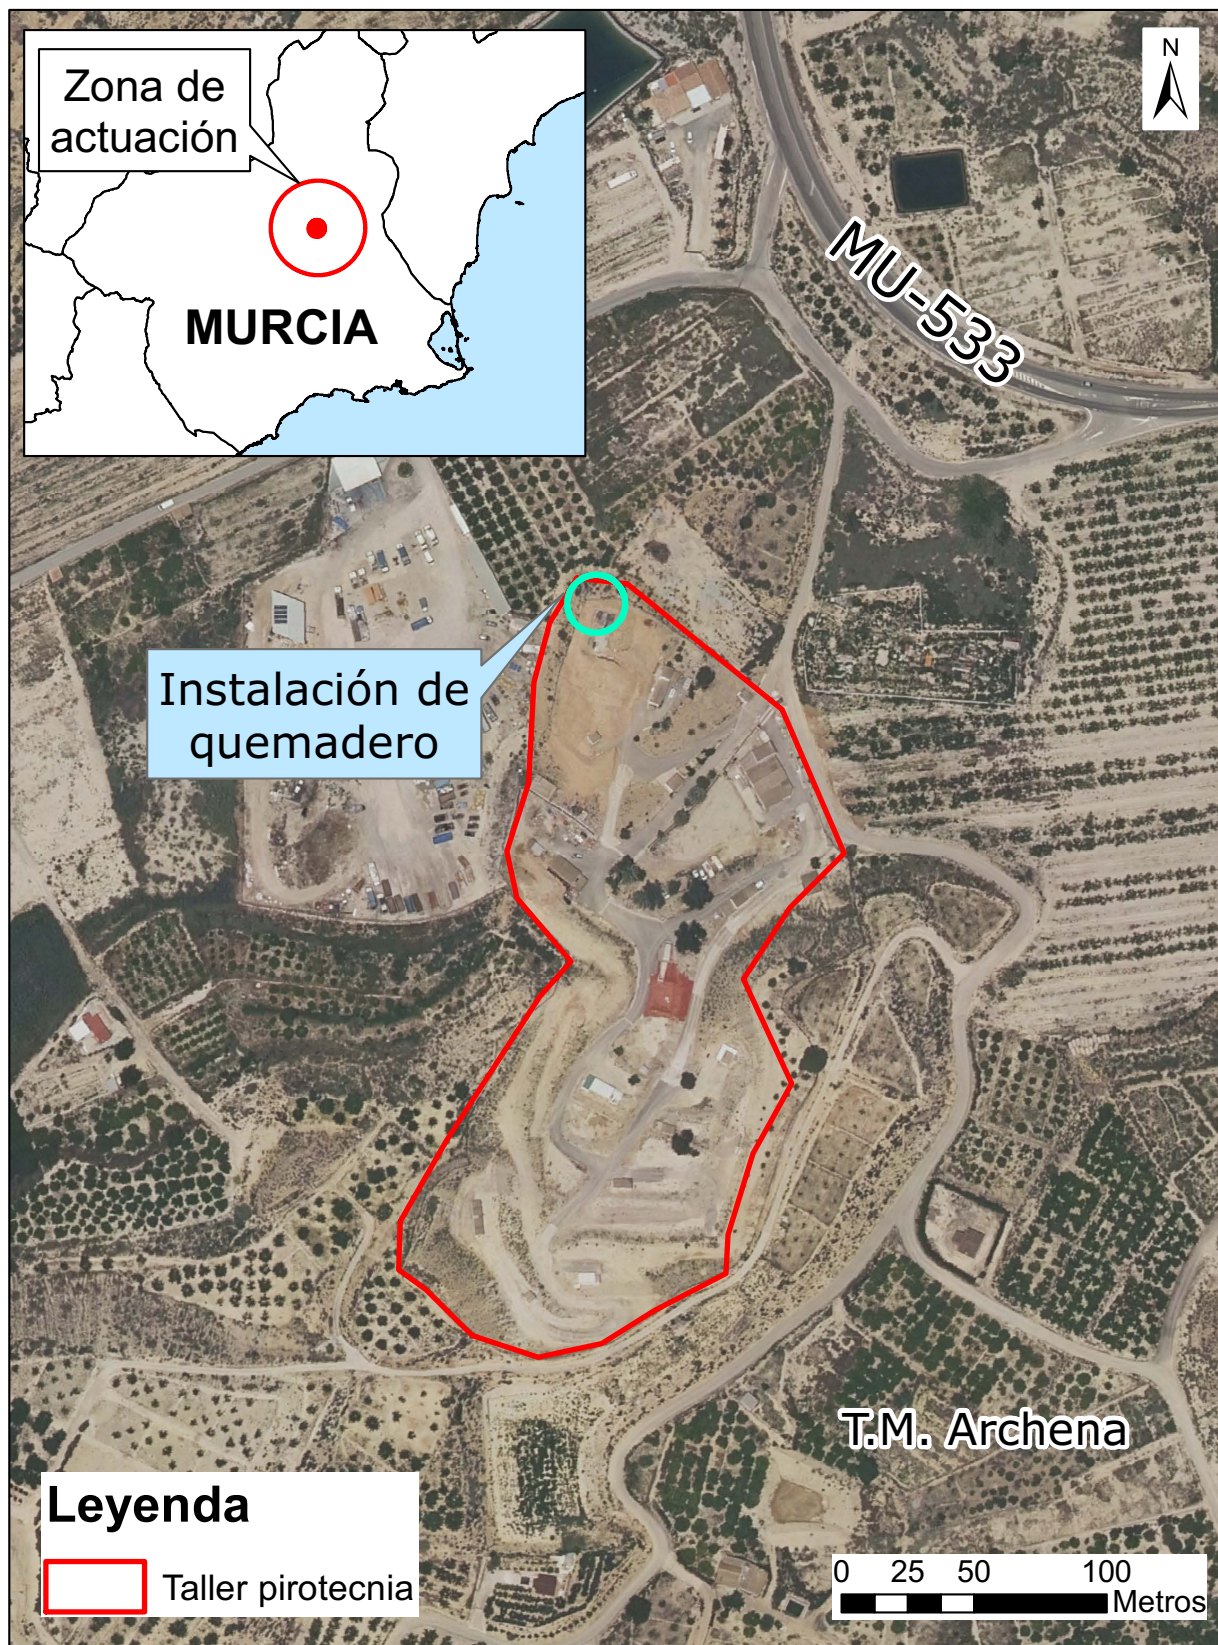 Zona de
actuación
MURCIA
N
MU-533
Instalación de
quemadero
T.M. Archena
Leyenda
Taller pirotecnia
0 25 50 100
Metros